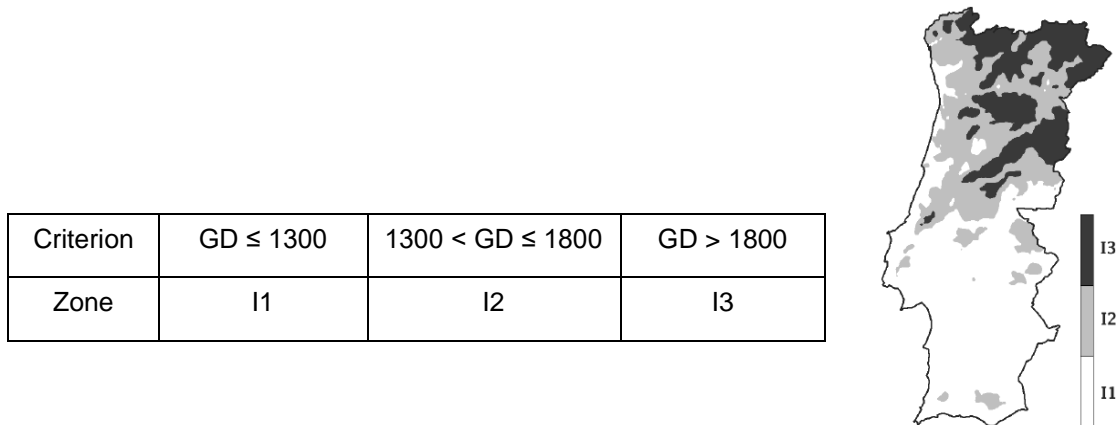 Criterion GD ≤ 1300 1300 < GD ≤ 1800 GD > 1800
Zone I1 I2 I3
I3
I2
I1